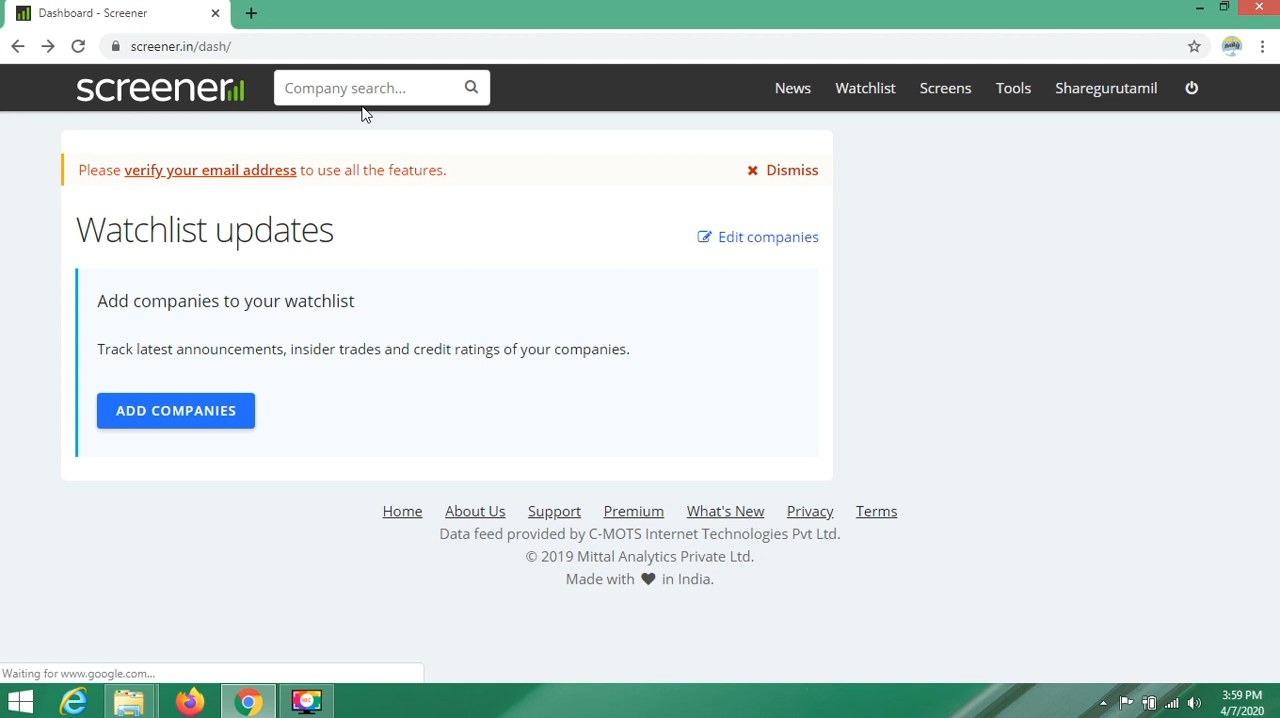 Dashboard - Screener
screener.in/dash/
screener
Company search...
News
Watchlist
Screens
Tools
Sharegurutamil
Please verify your email address to use all the features.
Dismiss
Watchlist updates
Edit companies
Add companies to your watchlist
Track latest announcements, insider trades and credit ratings of your companies.
ADD COMPANIES
Home About Us Support Premium What's New Privacy Terms
Data feed provided by C-MOTS Internet Technologies Pvt Ltd.
© 2019 Mittal Analytics Private Ltd.
Made with ❤ in India.
Waiting for www.google.com...
3:59 PM
4/7/2020